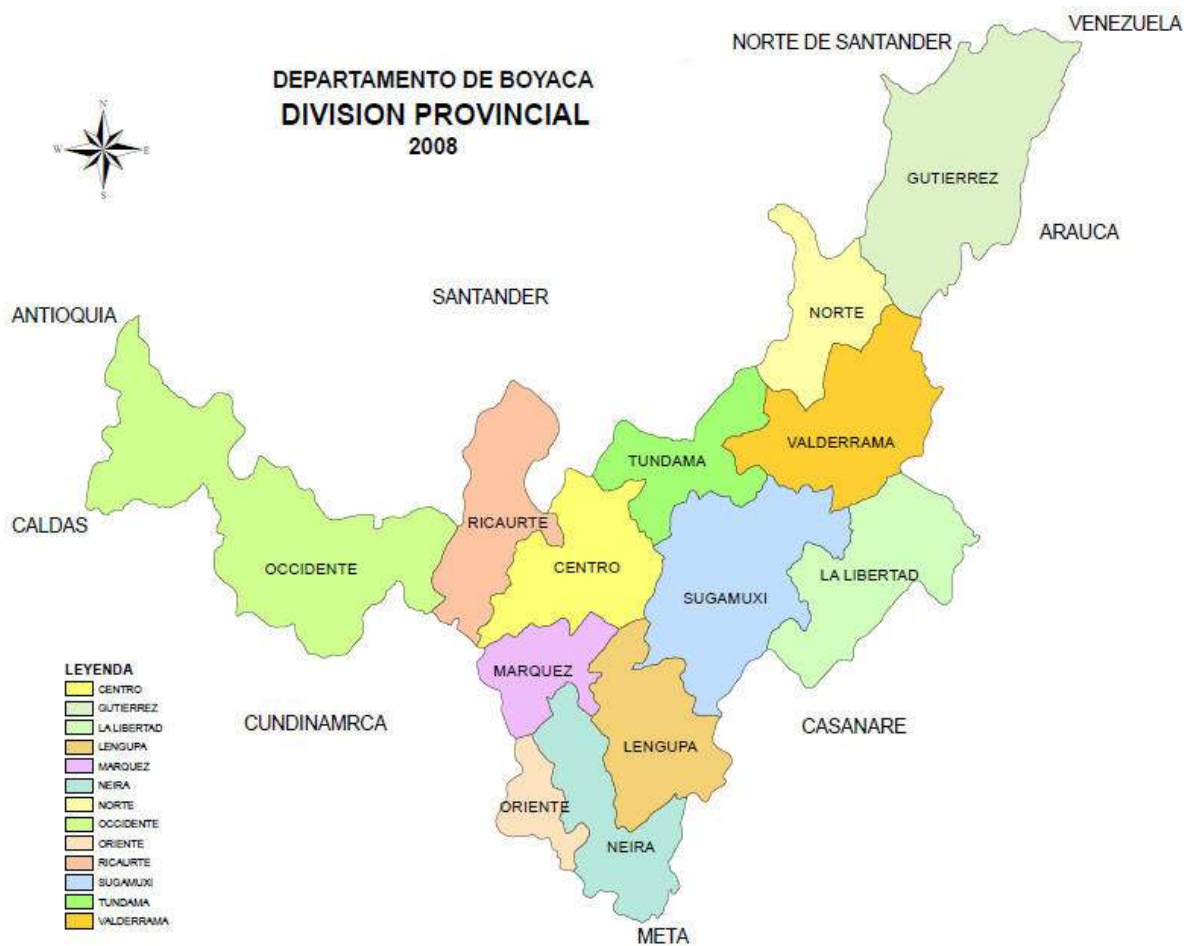 VENEZUELA
NORTE DE SANTANDER
DEPARTAMENTO DE BOYACA
DIVISION PROVINCIAL
2008
N
W
E
S
GUTIERREZ
ARAUCA
SANTANDER
ANTIOQUIA
NORTE
VALDERRAMA
TUNDAMA
CALDAS
RICAURTE
OCCIDENTE
CENTRO
LA LIBERTAD
SUGAMUXI
MARQUEZ
CUNDINAMRCA
CASANARE
LENGUPA
ORIENTE
NEIRA
META
LEYENDA
CENTRO
GUTIERREZ
LA LIBERTAD
LENGUPA
MARQUEZ
NEIRA
NORTE
OCCIDENTE
ORIENTE
RICAURTE
SUGAMUXI
TUNDAMA
VALDERRAMA